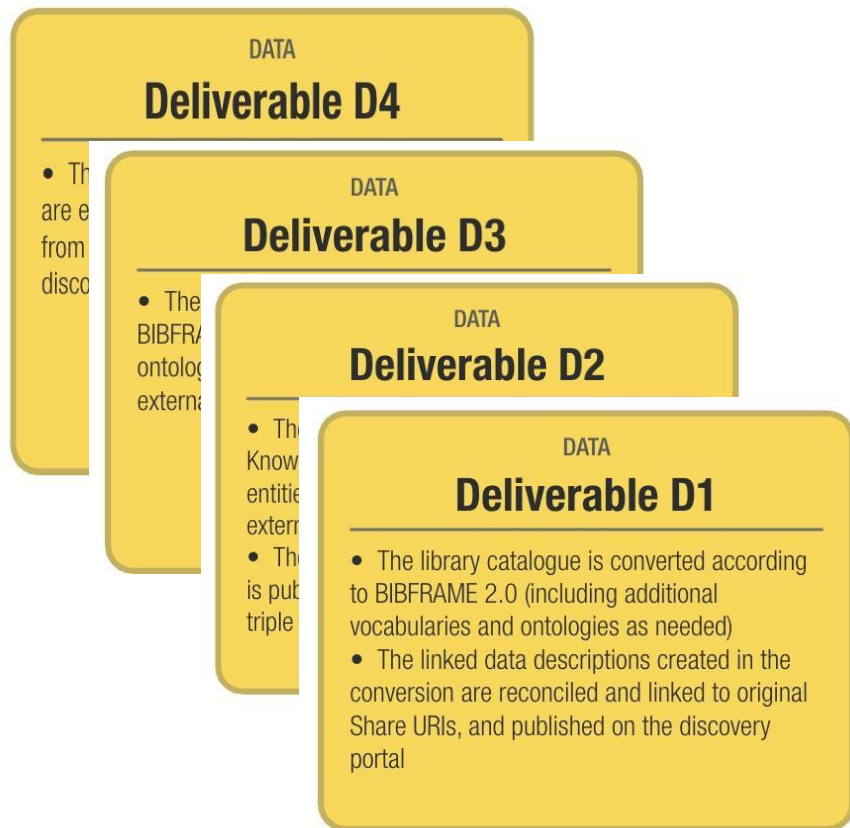 DATA
Deliverable D4
• Th
are e
from
disco
DATA
Deliverable D3
• The
BIBFRA
ontolog
externa
DATA
Deliverable D2
• The
Know
entitie
extern
• The
is pub
triple
DATA
Deliverable D1
• The library catalogue is converted according
to BIBFRAME 2.0 (including additional
vocabularies and ontologies as needed)
• The linked data descriptions created in the
conversion are reconciled and linked to original
Share URIs, and published on the discovery
portal